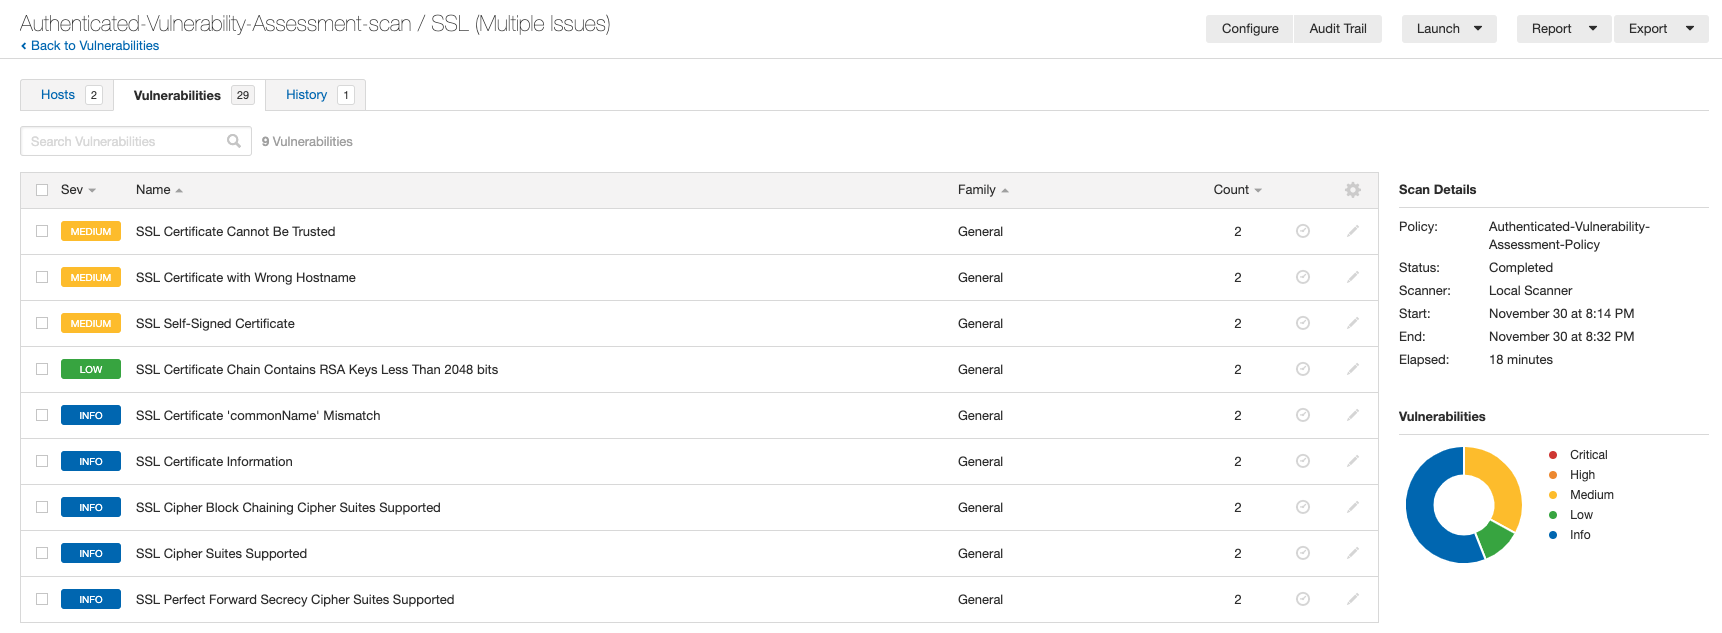 Authenticated-Vulnerability-Assessment-scan / SSL (Multiple Issues)
‹ Back to Vulnerabilities
Configure Audit Trail Launch Report Export
Hosts 2 Vulnerabilities 29 History 1
Search Vulnerabilities 9 Vulnerabilities
Sev Name Family Count
MEDIUM SSL Certificate Cannot Be Trusted General 2
MEDIUM SSL Certificate with Wrong Hostname General 2
MEDIUM SSL Self-Signed Certificate General 2
LOW SSL Certificate Chain Contains RSA Keys Less Than 2048 bits General 2
INFO SSL Certificate 'commonName' Mismatch General 2
INFO SSL Certificate Information General 2
INFO SSL Cipher Block Chaining Cipher Suites Supported General 2
INFO SSL Cipher Suites Supported General 2
INFO SSL Perfect Forward Secrecy Cipher Suites Supported General 2
Scan Details
Policy: Authenticated-Vulnerability-
Assessment-Policy
Status: Completed
Scanner: Local Scanner
Start: November 30 at 8:14 PM
End: November 30 at 8:32 PM
Elapsed: 18 minutes
Vulnerabilities
Critical
High
Medium
Low
Info